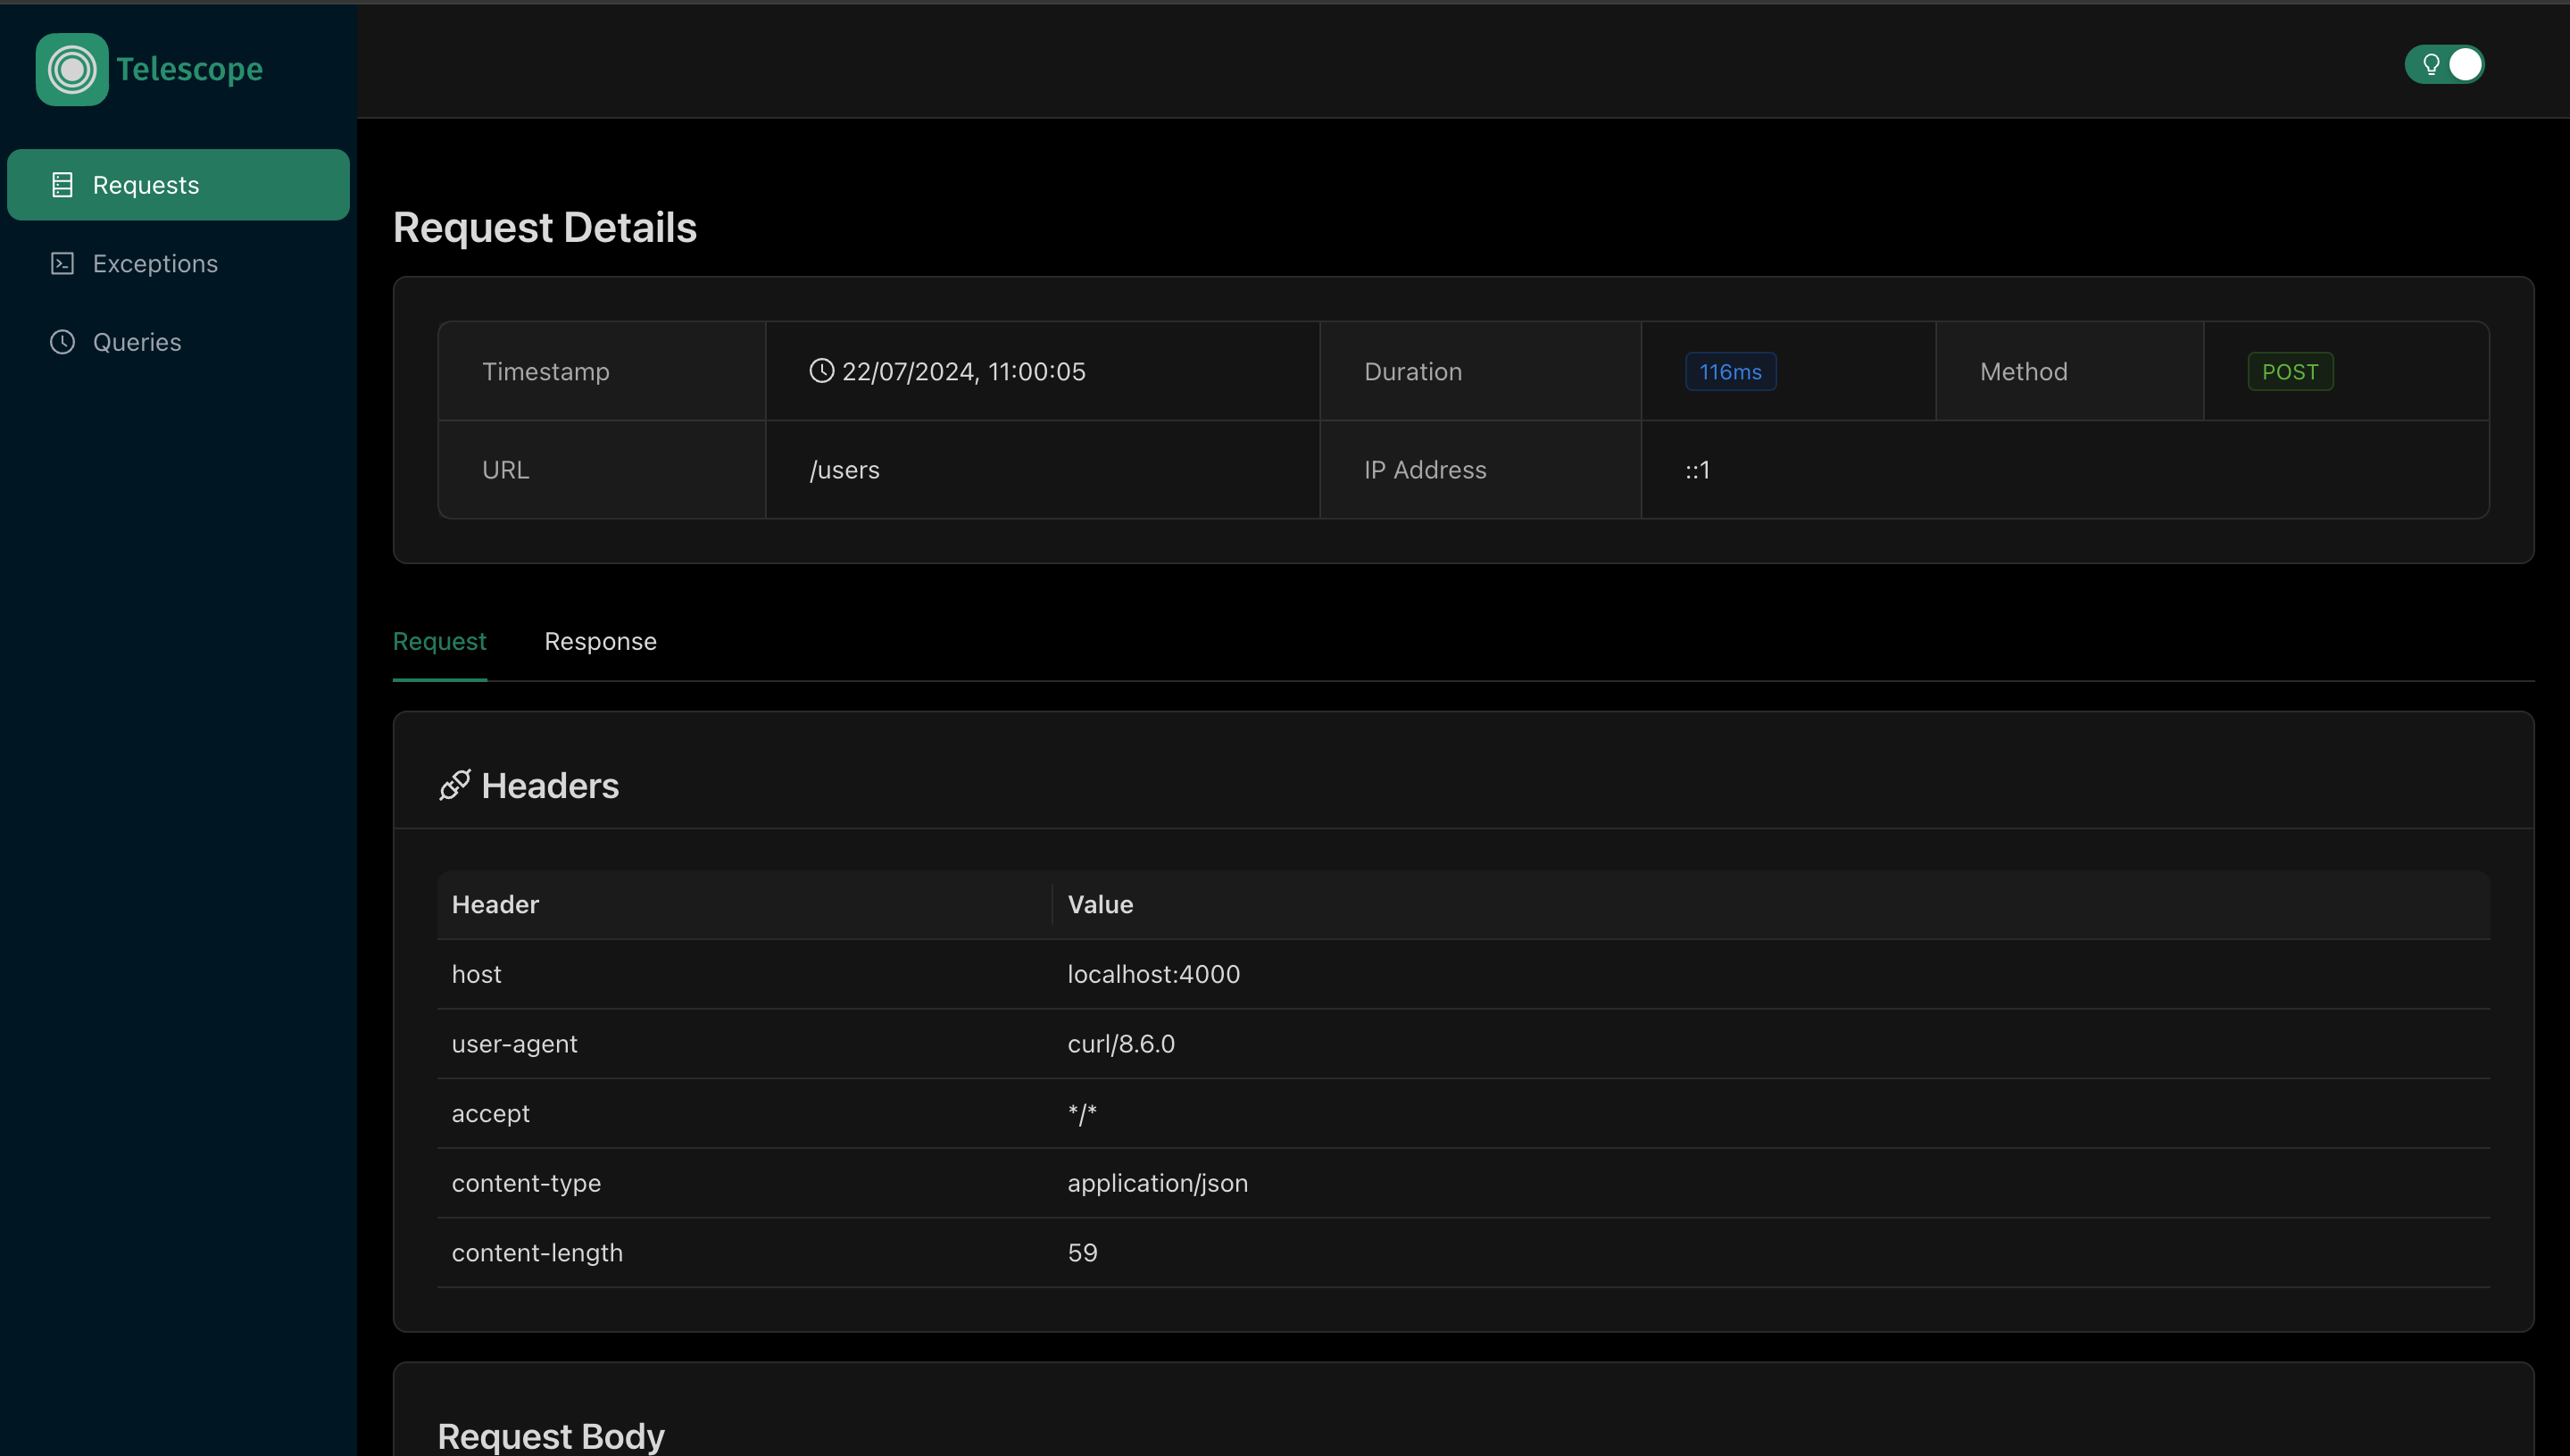 Telescope
Requests
Exceptions
Queries
Request Details
Timestamp 22/07/2024, 11:00:05 Duration 116ms Method POST
URL /users IP Address ::1
Request Response
Headers
Header Value
host localhost:4000
user-agent curl/8.6.0
accept */*
content-type application/json
content-length 59
Request Body